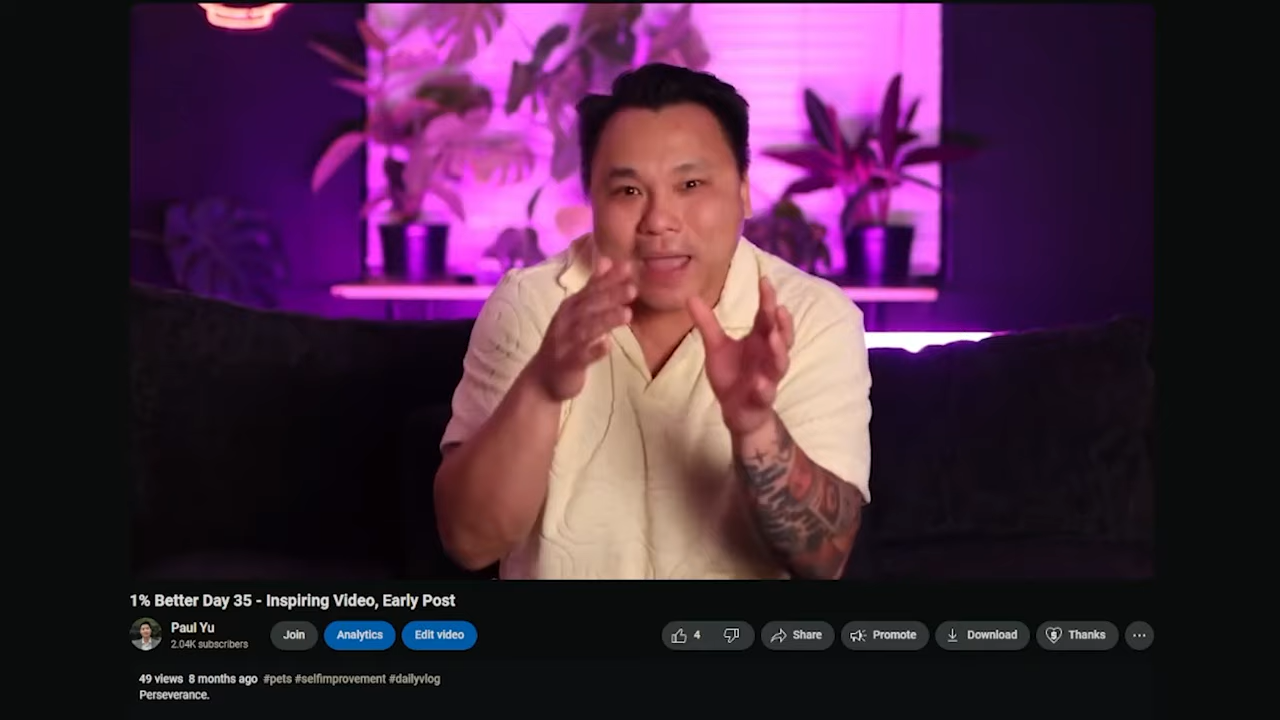 1% Better Day 35 - Inspiring Video, Early Post
Paul Yu
2.04K subscribers
Join
Analytics
Edit video
4
Share
Promote
Download
Thanks
49 views 8 months ago #pets #selfimprovement #dailyvlog
Perseverance.